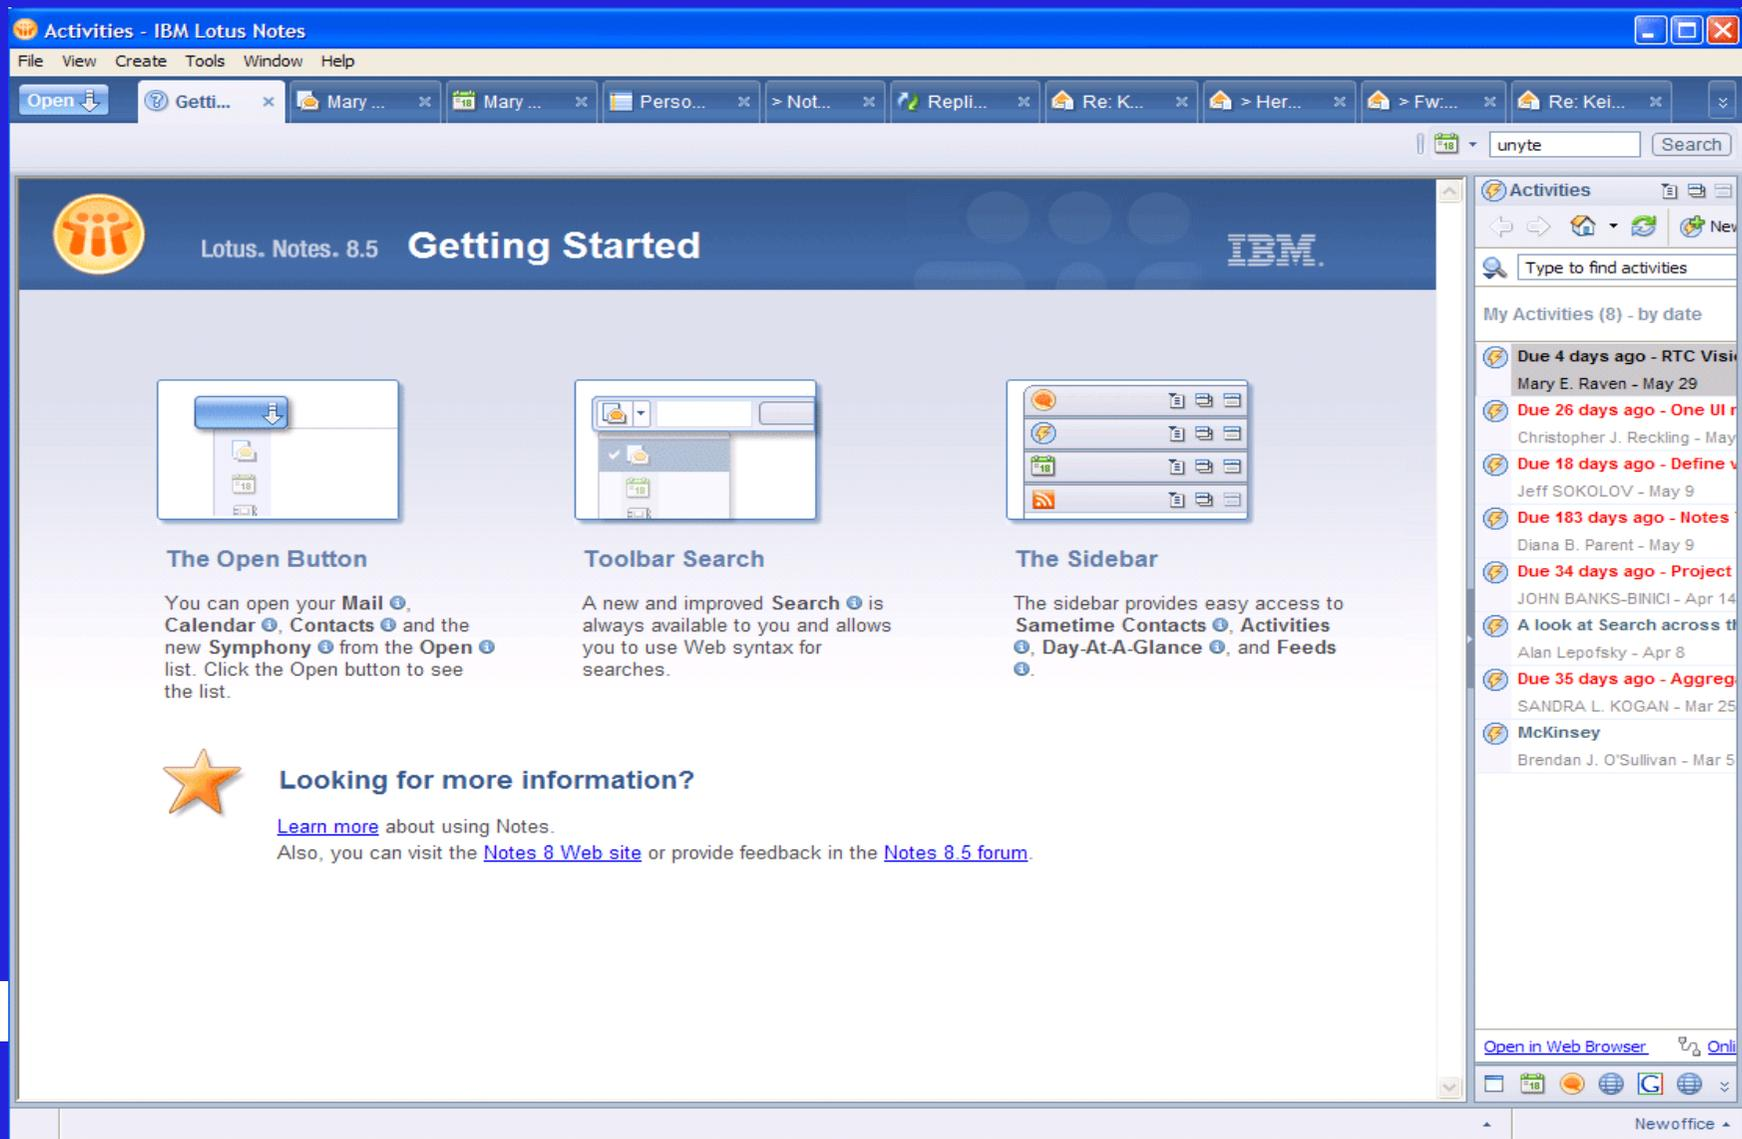 Activities - IBM Lotus Notes
File View Create Tools Window Help
Open Getti... Mary ... Mary ... Perso... > Not... Repli... Re: K... > Her... > Fw:... Re: Kei...
unyte Search
Lotus. Notes. 8.5 Getting Started IBM.
The Open Button
You can open your Mail,
Calendar, Contacts and the
new Symphony from the Open
list. Click the Open button to see
the list.
Toolbar Search
A new and improved Search is
always available to you and allows
you to use Web syntax for
searches.
The Sidebar
The sidebar provides easy access to
Sametime Contacts, Activities
, Day-At-A-Glance, and Feeds
.
Looking for more information?
Learn more about using Notes.
Also, you can visit the Notes 8 Web site or provide feedback in the Notes 8.5 forum.
Activities
New
Type to find activities
My Activities (8) - by date
Due 4 days ago - RTC Visi
Mary E. Raven - May 29
Due 26 days ago - One UI r
Christopher J. Reckling - May
Due 18 days ago - Define v
Jeff SOKOLOV - May 9
Due 183 days ago - Notes
Diana B. Parent - May 9
Due 34 days ago - Project
JOHN BANKS-BINICI - Apr 14
A look at Search across th
Alan Lepofsky - Apr 8
Due 35 days ago - Aggreg
SANDRA L. KOGAN - Mar 25
McKinsey
Brendan J. O'Sullivan - Mar 5
Open in Web Browser Onli
Newoffice